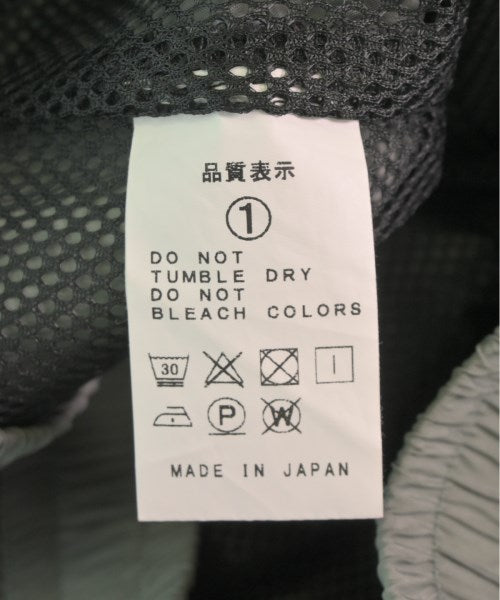 品質表示
①
DO NOT
TUMBLE DRY
DO NOT
BLEACH COLORS
30
P W
MADE IN JAPAN